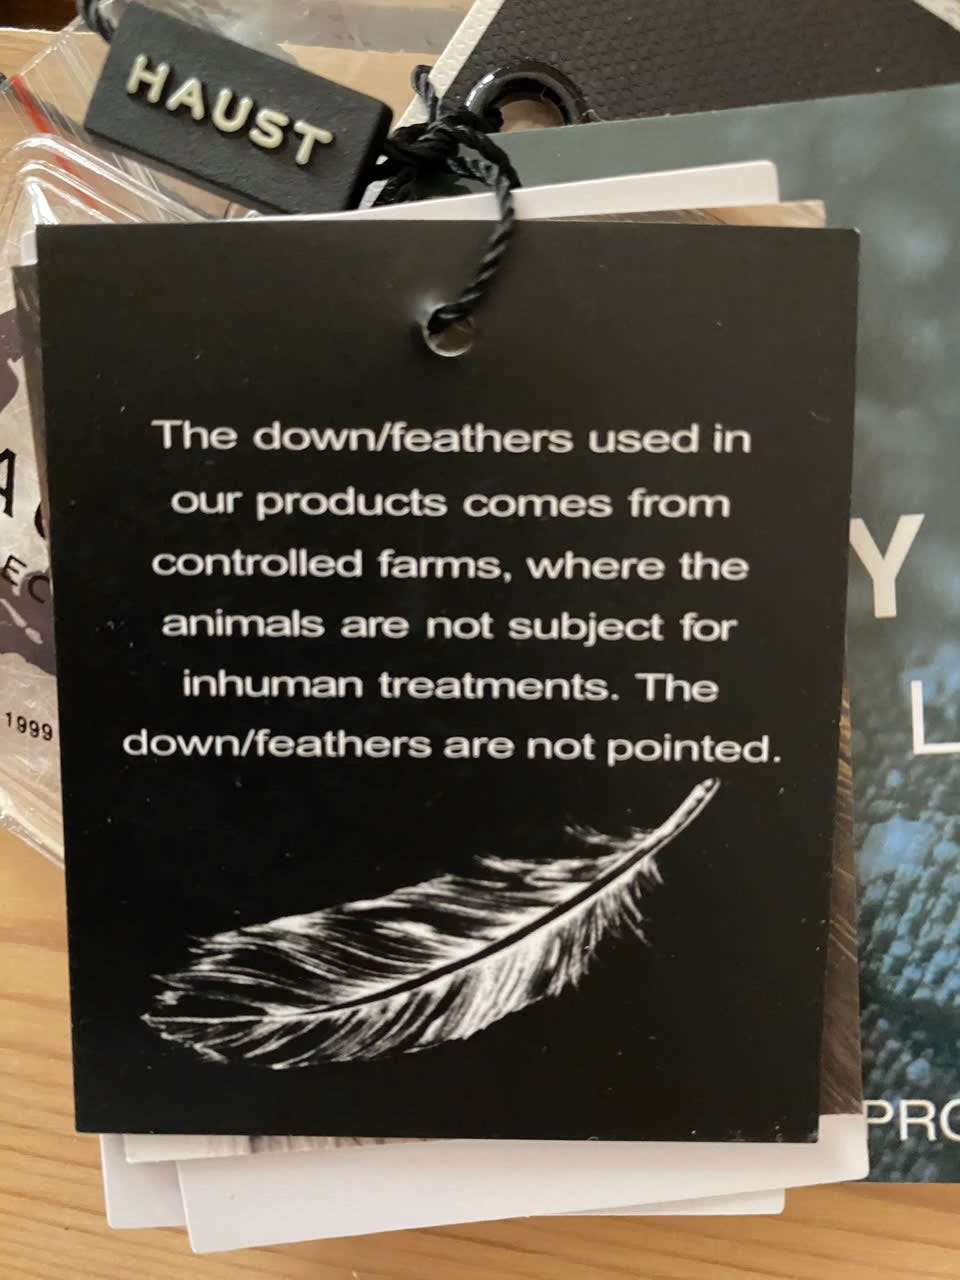 HAUST
The down/feathers used in
our products comes from
controlled farms, where the
animals are not subject for
inhuman treatments. The
down/feathers are not pointed.
A
EC
1999
Y
L
PRO